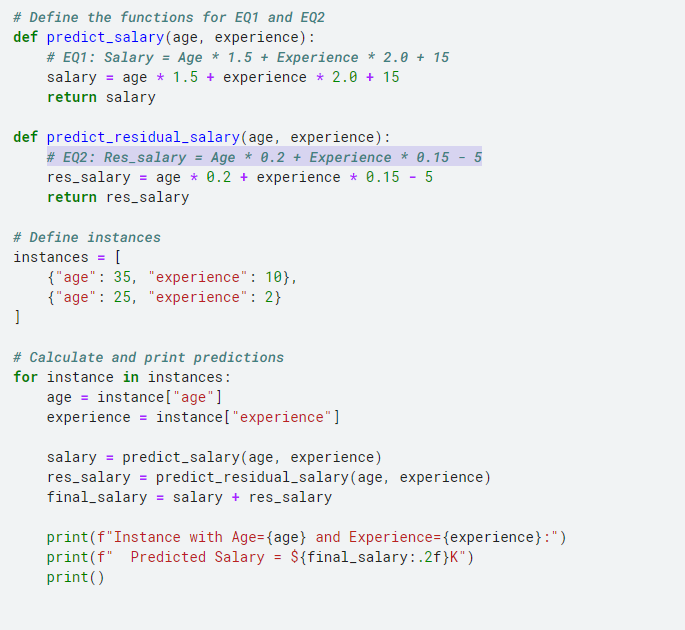 # Define the functions for EQ1 and EQ2
def predict_salary(age, experience):
    # EQ1: Salary = Age * 1.5 + Experience * 2.0 + 15
    salary = age * 1.5 + experience * 2.0 + 15
    return salary

def predict_residual_salary(age, experience):
    # EQ2: Res_salary = Age * 0.2 + Experience * 0.15 - 5
    res_salary = age * 0.2 + experience * 0.15 - 5
    return res_salary

# Define instances
instances = [
    {"age": 35, "experience": 10},
    {"age": 25, "experience": 2}
]

# Calculate and print predictions
for instance in instances:
    age = instance["age"]
    experience = instance["experience"]

    salary = predict_salary(age, experience)
    res_salary = predict_residual_salary(age, experience)
    final_salary = salary + res_salary

    print(f"Instance with Age={age} and Experience={experience}:")
    print(f"  Predicted Salary = ${final_salary:.2f}K")
    print()